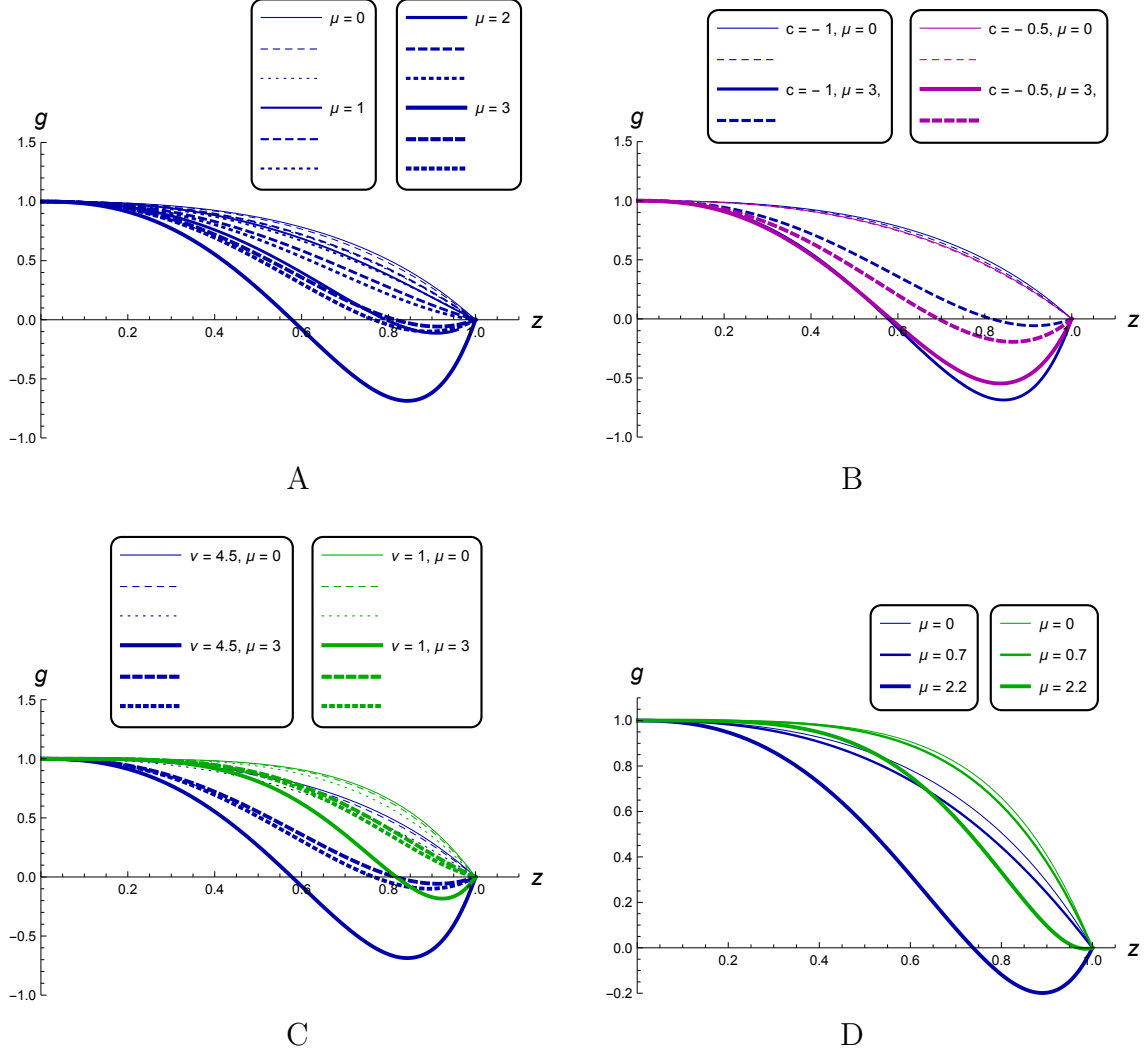 μ = 0 μ = 2
μ = 1 μ = 3
g
1.5
1.0
0.5
0.0
0.2 0.4 0.6 0.8 1.0 z
−0.5
−1.0
A
c = − 1, μ = 0 c = − 0.5, μ = 0
c = − 1, μ = 3, c = − 0.5, μ = 3,
g
1.5
1.0
0.5
0.0
0.2 0.4 0.6 0.8 1.0 z
−0.5
−1.0
B
ν = 4.5, μ = 0 ν = 1, μ = 0
ν = 4.5, μ = 3 ν = 1, μ = 3
g
1.5
1.0
0.5
0.0
0.2 0.4 0.6 0.8 1.0 z
−0.5
−1.0
C
μ = 0 μ = 0
μ = 0.7 μ = 0.7
μ = 2.2 μ = 2.2
g
1.0
0.8
0.6
0.4
0.2
0.0
0.2 0.4 0.6 0.8 1.0 z
−0.2
D